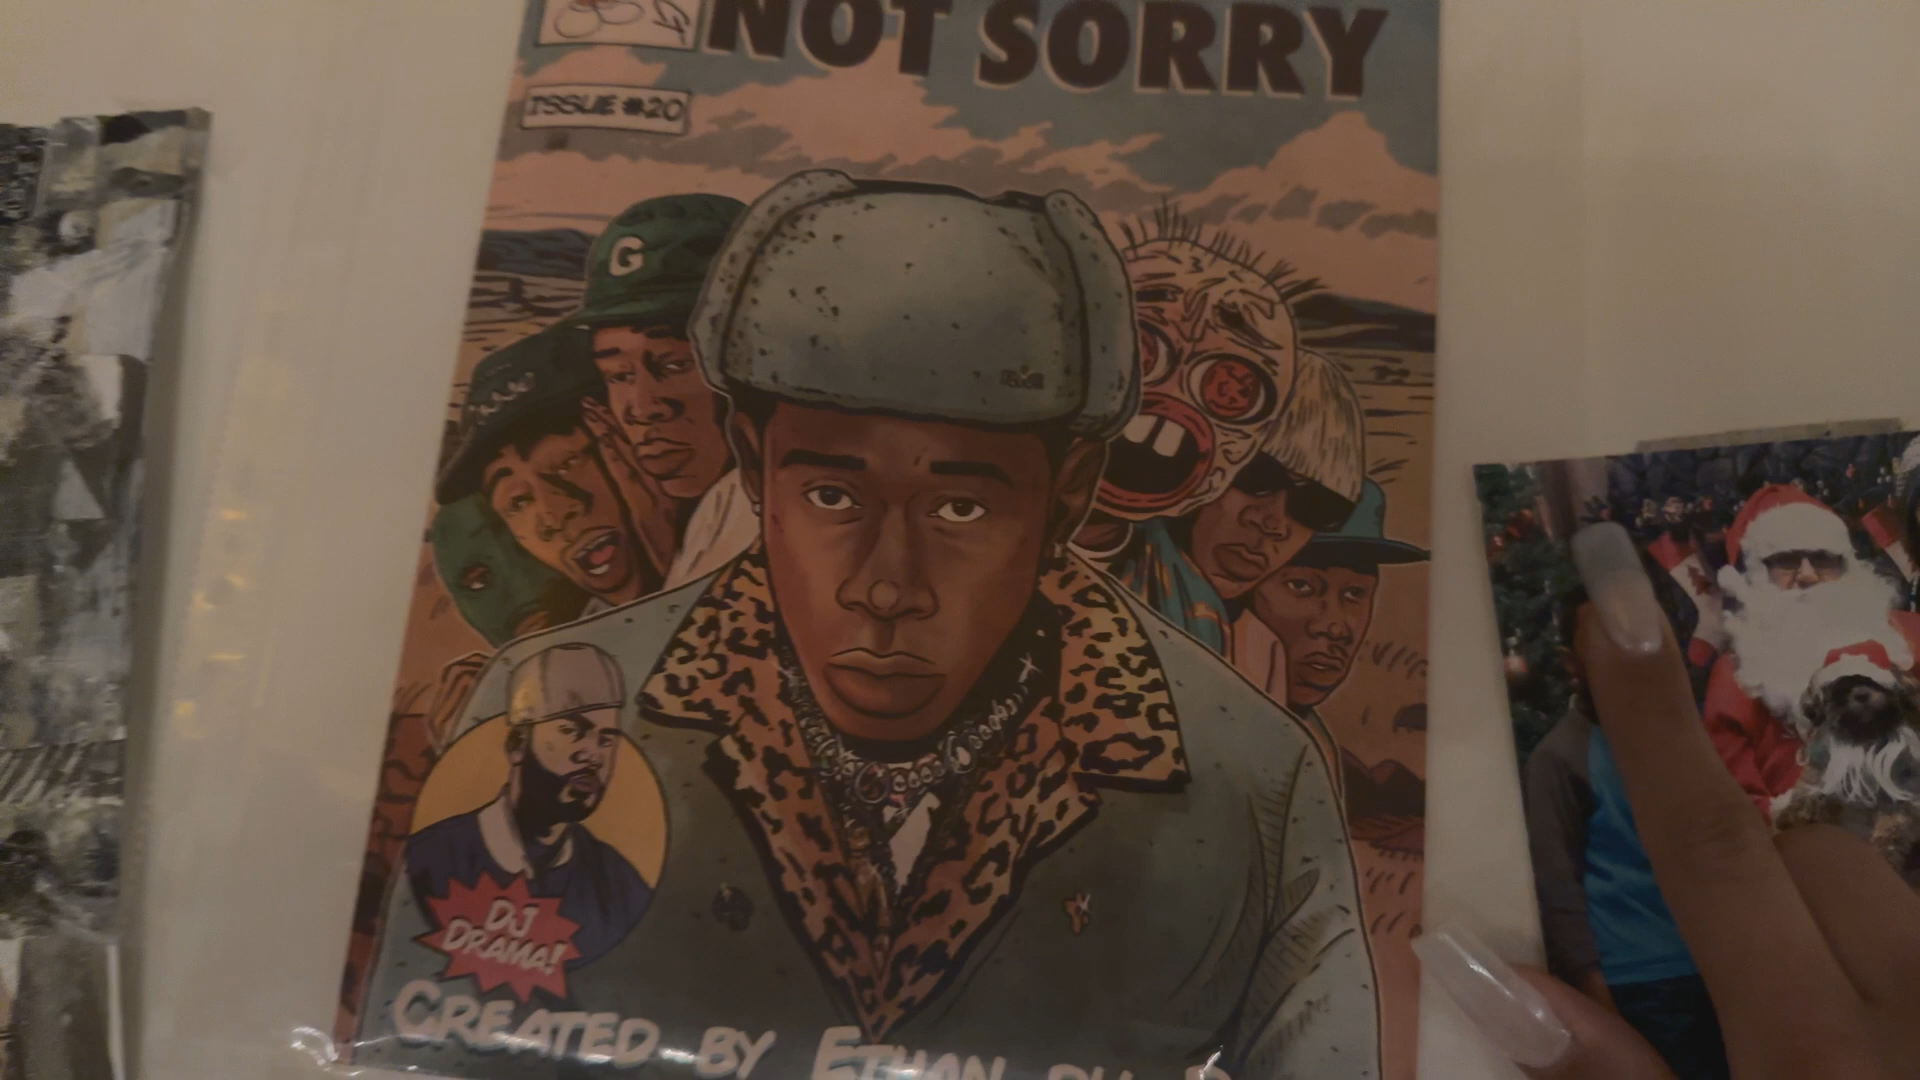 NOT SORRY
ISSUE #20
G
DJ
DRAMA!
CREATED BY ETHAN